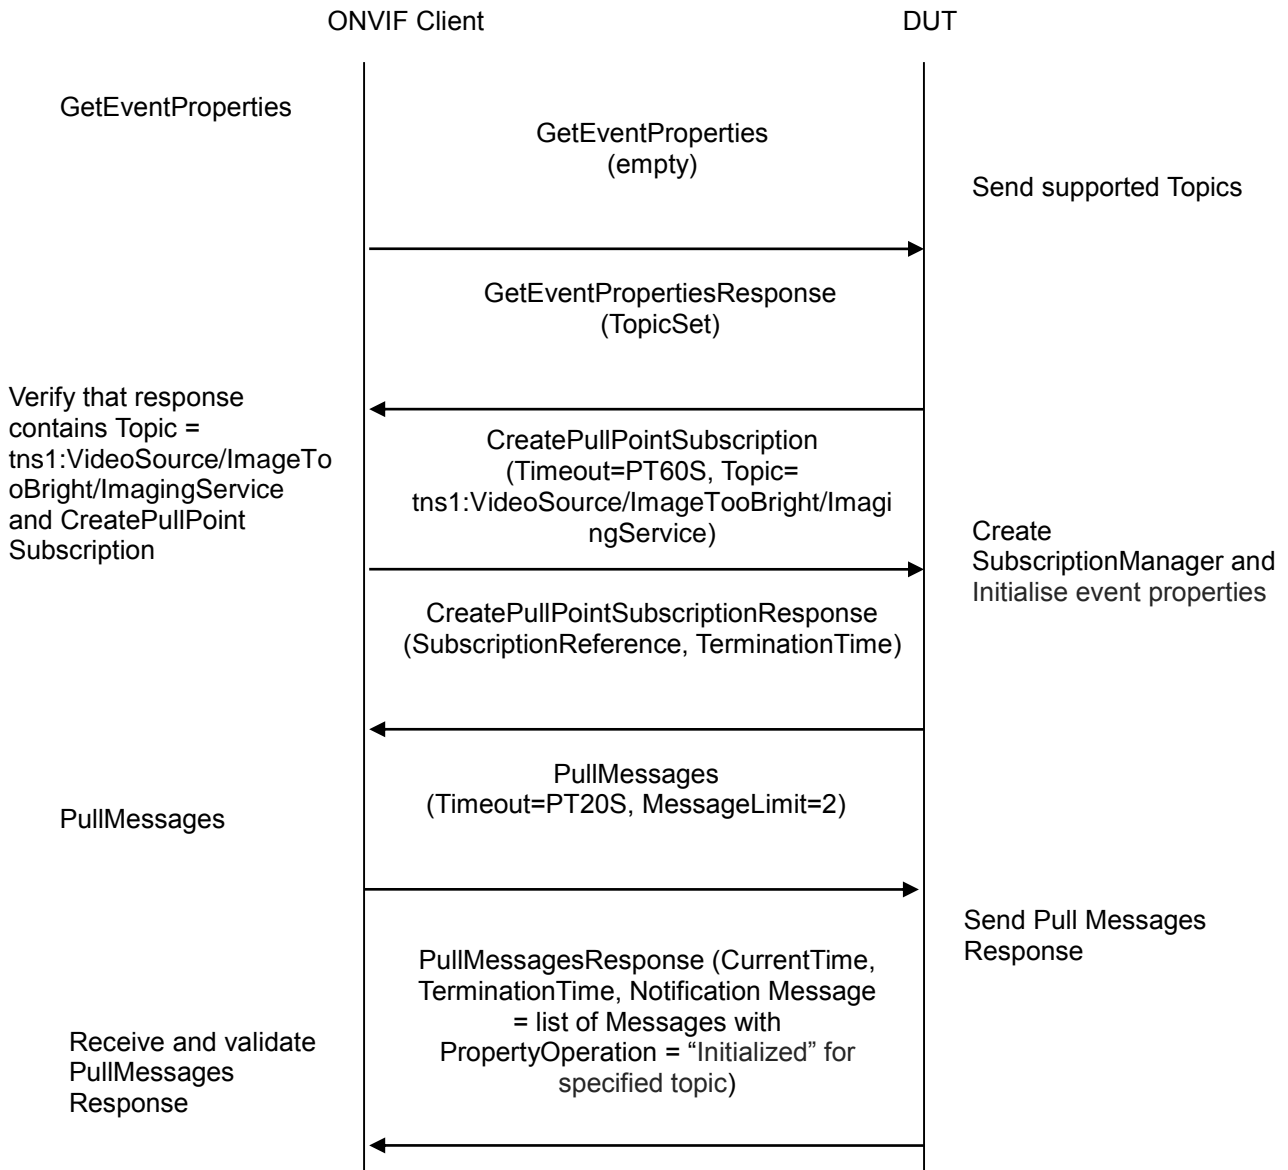 ONVIF Client
DUT
GetEventProperties
GetEventProperties
(empty)
Send supported Topics
GetEventPropertiesResponse
(TopicSet)
Verify that response
contains Topic =
tns1:VideoSource/ImageTo
oBright/ImagingService
and CreatePullPoint
Subscription
CreatePullPointSubscription
(Timeout=PT60S, Topic=
tns1:VideoSource/ImageTooBright/Imagi
ngService)
Create
SubscriptionManager and
Initialise event properties
CreatePullPointSubscriptionResponse
(SubscriptionReference, TerminationTime)
PullMessages
(Timeout=PT20S, MessageLimit=2)
PullMessages
Send Pull Messages
Response
PullMessagesResponse (CurrentTime,
TerminationTime, Notification Message
= list of Messages with
PropertyOperation = “Initialized” for
specified topic)
Receive and validate
PullMessages
Response